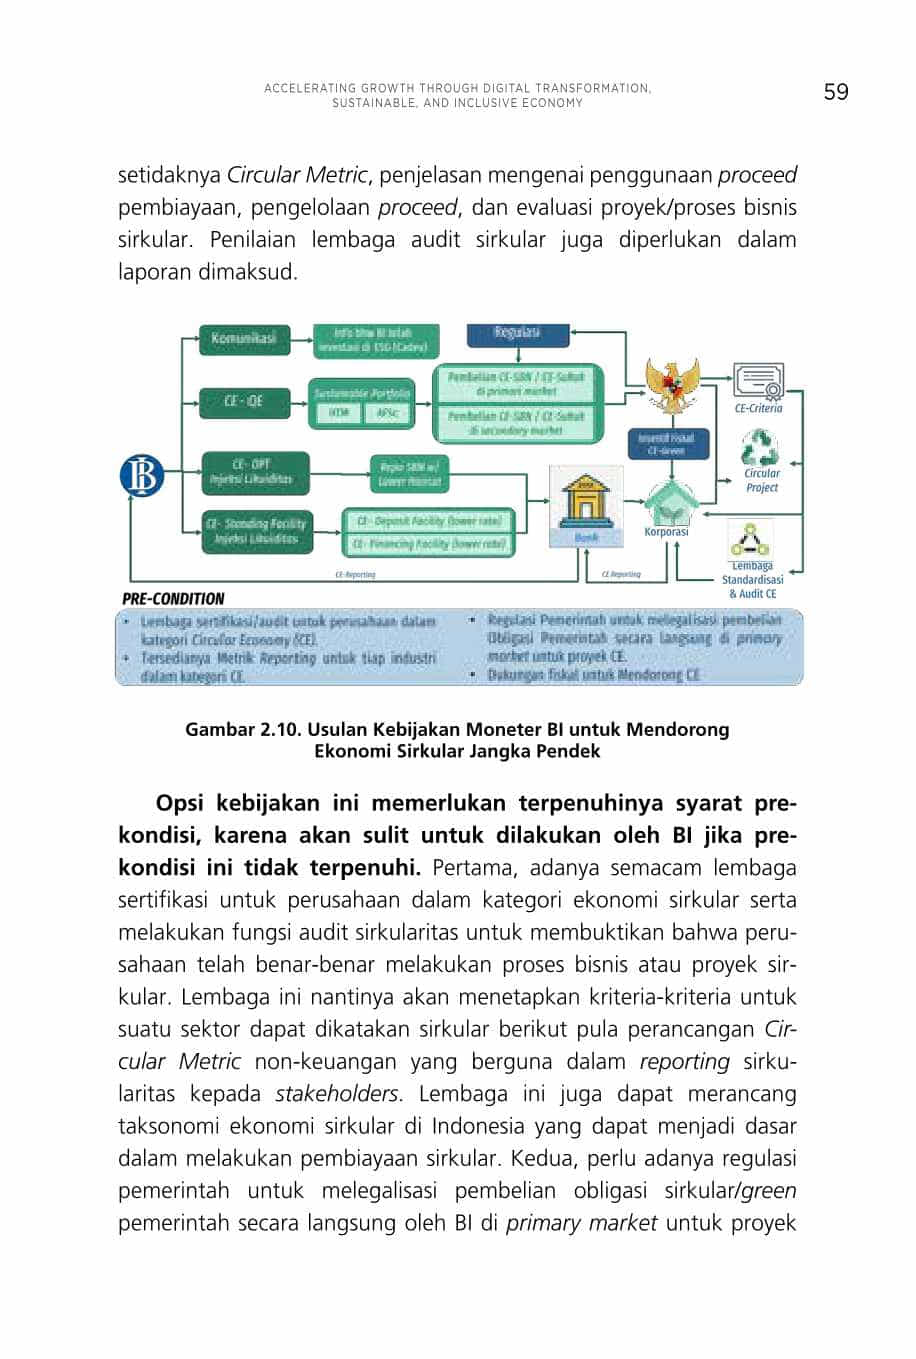 ACCELERATING GROWTH THROUGH DIGITAL TRANSFORMATION,
SUSTAINABLE, AND INCLUSIVE ECONOMY
59
setidaknya Circular Metric, penjelasan mengenai penggunaan proceed
pembiayaan, pengelolaan proceed, dan evaluasi proyek/proses bisnis
sirkular. Penilaian lembaga audit sirkular juga diperlukan dalam
laporan dimaksud.
Komunikasi
Info bhw BI telah
investasi di ESG (Cadev)
Regulasi
CE - QE
Sustainable Portfolio
HTM
AFSc
Pembelian CE-SBN / CE-Sukuk
di primary market
Pembelian CE-SBN / CE-Sukuk
di secondary market
CE-Criteria
Insentif Fiskal
CE-Green
Circular
Project
CE- OPT
Injeksi Likuiditas
Repo SBN w/
Lower Haircut
CE- Standing Facility
Injeksi Likuiditas
CE- Deposit Facility (lower rate)
CE- Financing Facility (lower rate)
Bank
Korporasi
Lembaga
Standardisasi
& Audit CE
CE-Reporting
CE Reporting
PRE-CONDITION
• Lembaga sertifikasi/audit untuk perusahaan dalam
kategori Circular Economy (CE).
• Tersedianya Metrik Reporting untuk tiap industri
dalam kategori CE
• Regulasi Pemerintah untuk melegalisasi pembelian
Obligasi Pemerintah secara langsung di primary
market untuk proyek CE.
• Dukungan fiskal untuk Mendorong CE
Gambar 2.10. Usulan Kebijakan Moneter BI untuk Mendorong
Ekonomi Sirkular Jangka Pendek
Opsi kebijakan ini memerlukan terpenuhinya syarat pre-
kondisi, karena akan sulit untuk dilakukan oleh BI jika pre-
kondisi ini tidak terpenuhi. Pertama, adanya semacam lembaga
sertifikasi untuk perusahaan dalam kategori ekonomi sirkular serta
melakukan fungsi audit sirkularitas untuk membuktikan bahwa peru-
sahaan telah benar-benar melakukan proses bisnis atau proyek sir-
kular. Lembaga ini nantinya akan menetapkan kriteria-kriteria untuk
suatu sektor dapat dikatakan sirkular berikut pula perancangan Cir-
cular Metric non-keuangan yang berguna dalam reporting sirku-
laritas kepada stakeholders. Lembaga ini juga dapat merancang
taksonomi ekonomi sirkular di Indonesia yang dapat menjadi dasar
dalam melakukan pembiayaan sirkular. Kedua, perlu adanya regulasi
pemerintah untuk melegalisasi pembelian obligasi sirkular/green
pemerintah secara langsung oleh BI di primary market untuk proyek